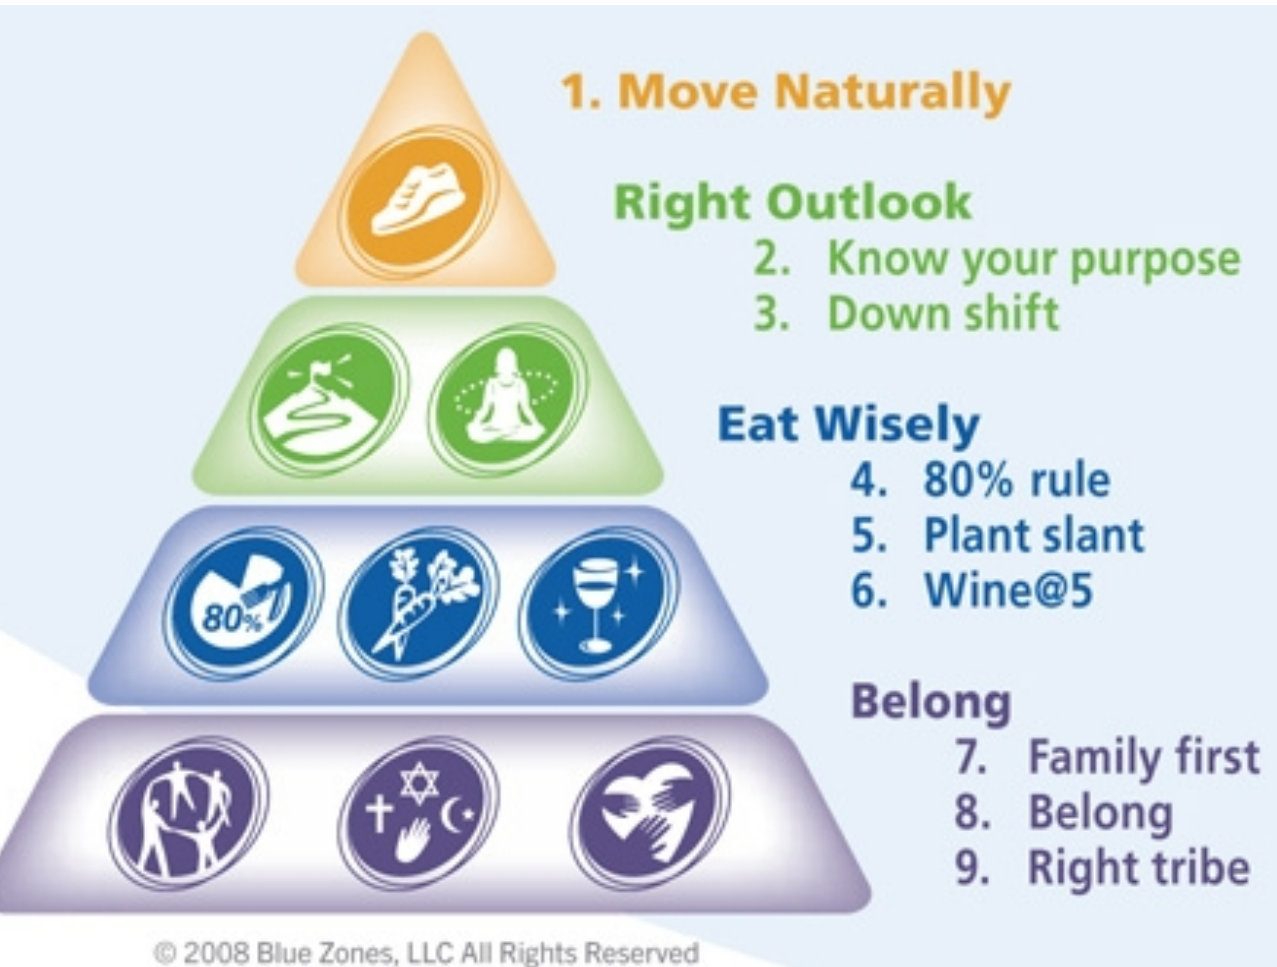 1. Move Naturally
Right Outlook
2. Know your purpose
3. Down shift
Eat Wisely
4. 80% rule
5. Plant slant
6. Wine@5
80%
Belong
7. Family first
8. Belong
9. Right tribe
© 2008 Blue Zones, LLC All Rights Reserved